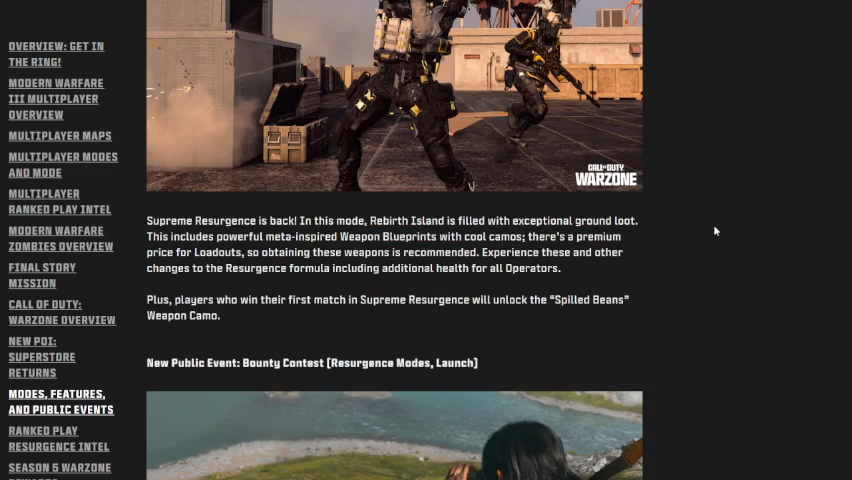 OVERVIEW: GET IN
THE RING!
MODERN WARFARE
III MULTIPLAYER
OVERVIEW
MULTIPLAYER MAPS
MULTIPLAYER MODES
AND MODE
MULTIPLAYER
RANKED PLAY INTEL
MODERN WARFARE
ZOMBIES OVERVIEW
FINAL STORY
MISSION
CALL OF DUTY:
WARZONE OVERVIEW
NEW POI:
SUPERSTORE
RETURNS
MODES, FEATURES,
AND PUBLIC EVENTS
RANKED PLAY
RESURGENCE INTEL
SEASON 5 WARZONE
CALL OF DUTY
WARZONE
Supreme Resurgence is back! In this mode, Rebirth Island is filled with exceptional ground loot.
This includes powerful meta-inspired Weapon Blueprints with cool camos; there's a premium
price for Loadouts, so obtaining these weapons is recommended. Experience these and other
changes to the Resurgence formula including additional health for all Operators.
Plus, players who win their first match in Supreme Resurgence will unlock the “Spilled Beans”
Weapon Camo.
New Public Event: Bounty Contest (Resurgence Modes, Launch)